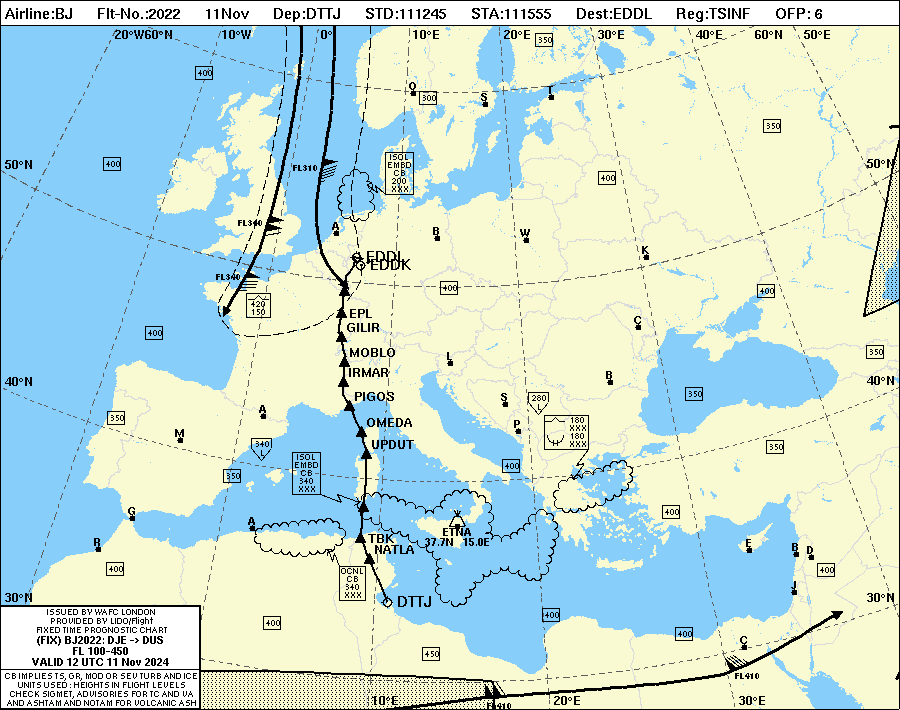 Airline:BJ Flt-No.:2022 11Nov Dep:DTTJ STD:111245 STA:111555 Dest:EDDL Reg:TSINF OFP: 6
20°W60°N 10°W 0° 10°E 20°E 30°E 40°E 60°N 50°E
350
400
O
300
S
T
350
50°N
400
FL310
ISOL
EMBD
CB
200
XXX
400
50°N
FL340
A
B
W
K
EDDL
EDDK
FL340
420
150
400
400
EPL
GILIR
C
400
MOBLO
L
350
40°N
IRMAR
B
40°N
PIGOS
S
350
280
L
350
A
OMEDA
P
180
XXX
180
XXX
M
340
L
UPDUT
350
350
ISOL
EMBD
CB
340
XXX
400
G
A
ETNA
37.7N 15.0E
400
R
TBK
NATLA
E
B
D
400
OCNL
CB
340
XXX
400
J
30°N
DTTJ
30°N
400
400
400
C
450
FL410
FL410
10°E 20°E 30°E
ISSUED BY WAFC LONDON
PROVIDED BY LIDO/Flight
FIXED TIME PROGNOSTIC CHART
(FIX) BJ2022: DJE -> DUS
FL 100-450
VALID 12 UTC 11 Nov 2024
CB IMPLIES TS, GR, MOD OR SEV TURB AND ICE
UNITS USED : HEIGHTS IN FLIGHT LEVELS
CHECK SIGMET, ADVISORIES FOR TC AND VA
AND ASHTAM AND NOTAM FOR VOLCANIC ASH